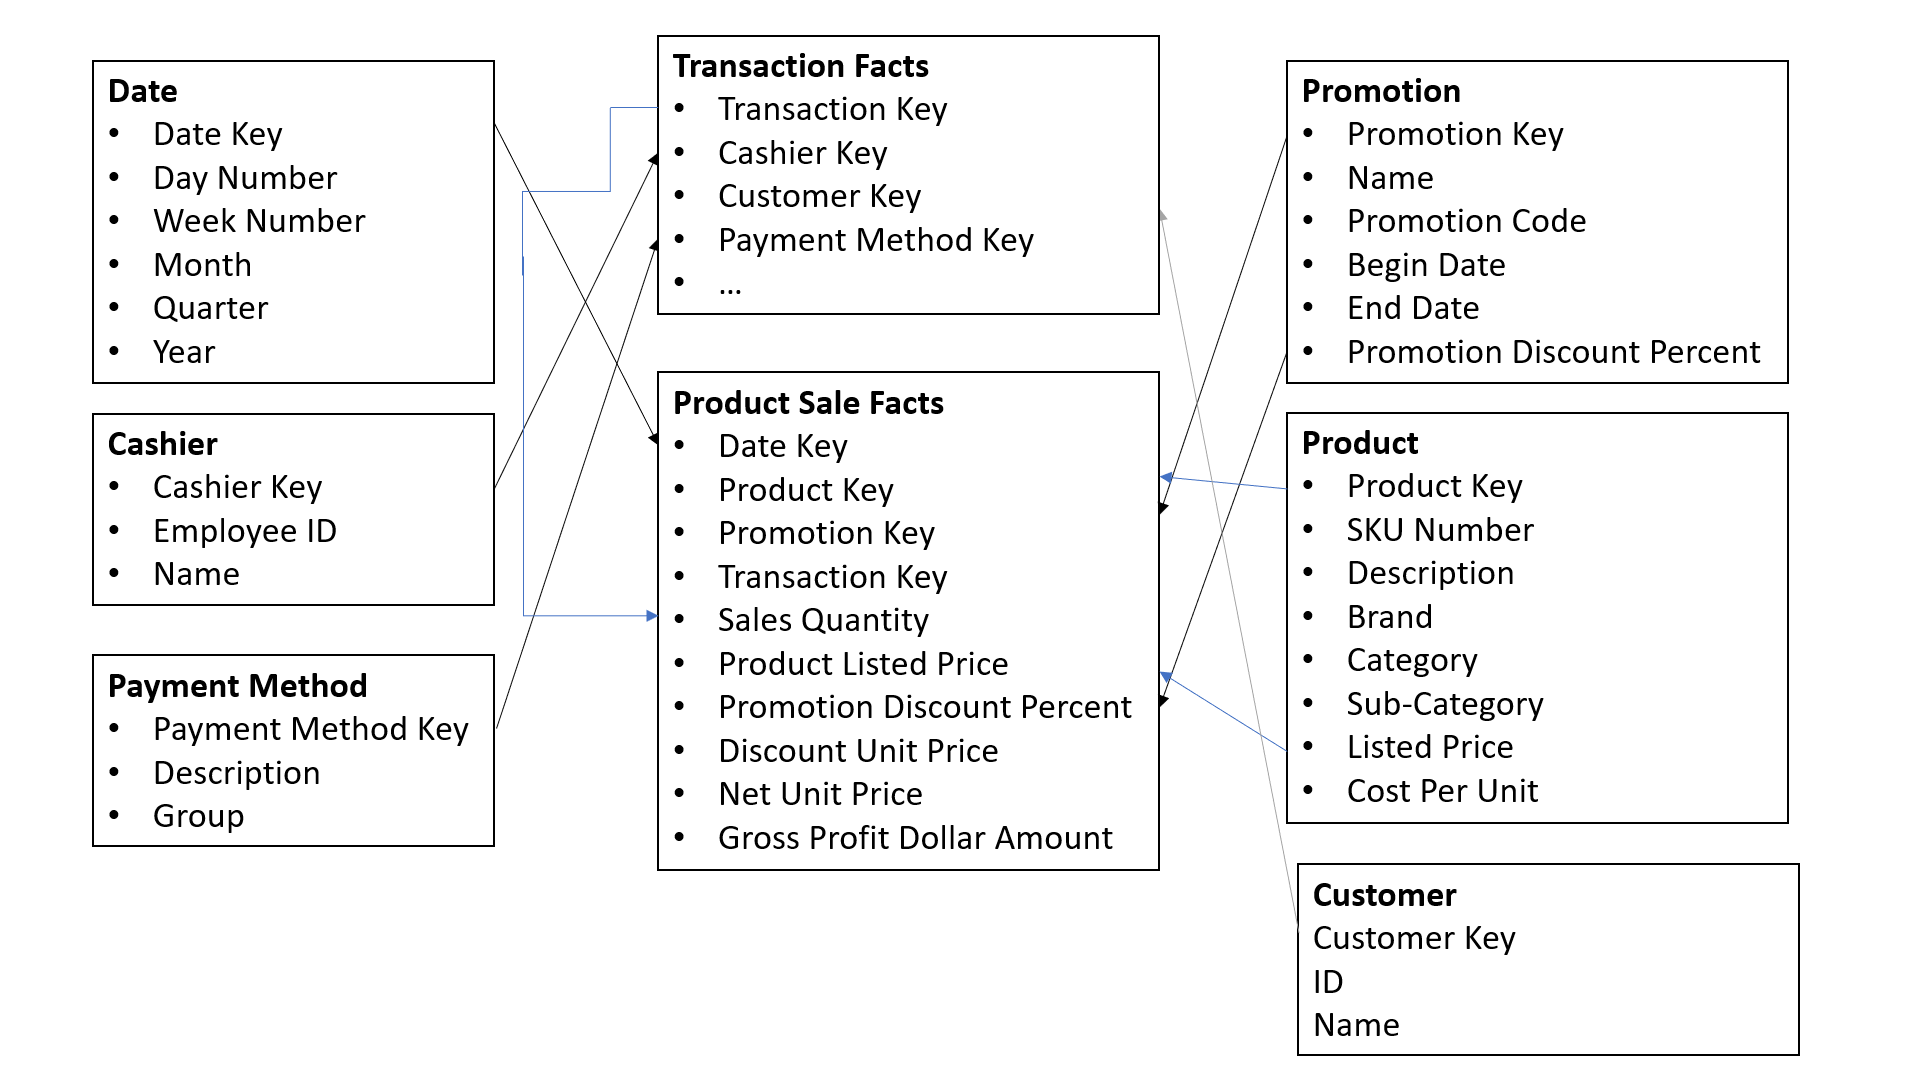 Date
• Date Key
• Day Number
• Week Number
• Month
• Quarter
• Year
Cashier
• Cashier Key
• Employee ID
• Name
Payment Method
• Payment Method Key
• Description
• Group
Transaction Facts
• Transaction Key
• Cashier Key
• Customer Key
• Payment Method Key
• ...
Product Sale Facts
• Date Key
• Product Key
• Promotion Key
• Transaction Key
• Sales Quantity
• Product Listed Price
• Promotion Discount Percent
• Discount Unit Price
• Net Unit Price
• Gross Profit Dollar Amount
Promotion
• Promotion Key
• Name
• Promotion Code
• Begin Date
• End Date
• Promotion Discount Percent
Product
• Product Key
• SKU Number
• Description
• Brand
• Category
• Sub-Category
• Listed Price
• Cost Per Unit
Customer
Customer Key
ID
Name